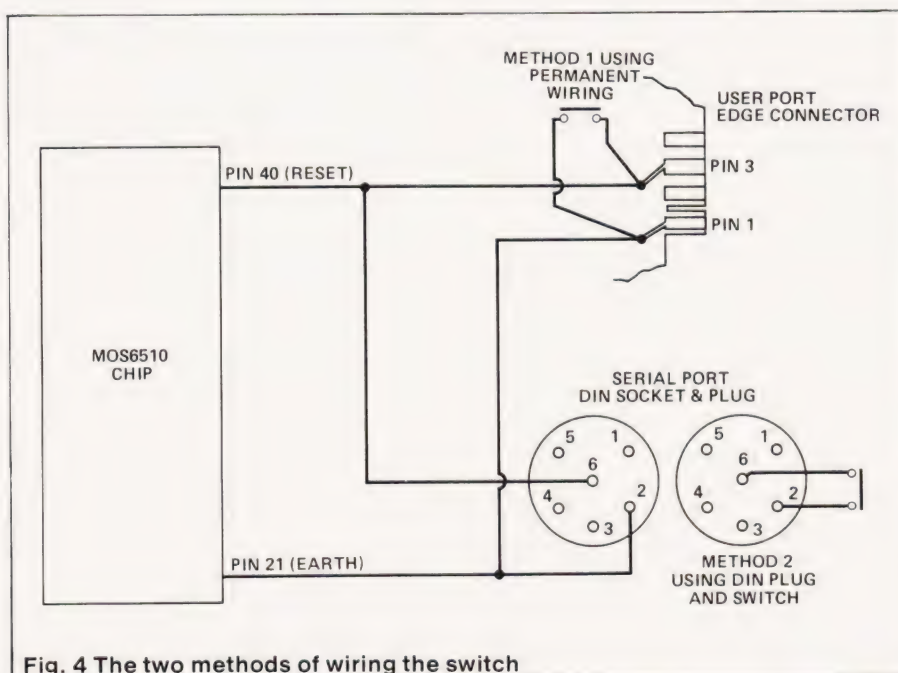 METHOD 1 USING
PERMANENT
WIRING
USER PORT
EDGE CONNECTOR
PIN 40 (RESET)
PIN 3
PIN 1
MOS6510
CHIP
SERIAL PORT
DIN SOCKET & PLUG
5
1
6
4
2
3
5
1
6
4
2
3
PIN 21 (EARTH)
METHOD 2
USING DIN PLUG
AND SWITCH
Fig. 4 The two methods of wiring the switch